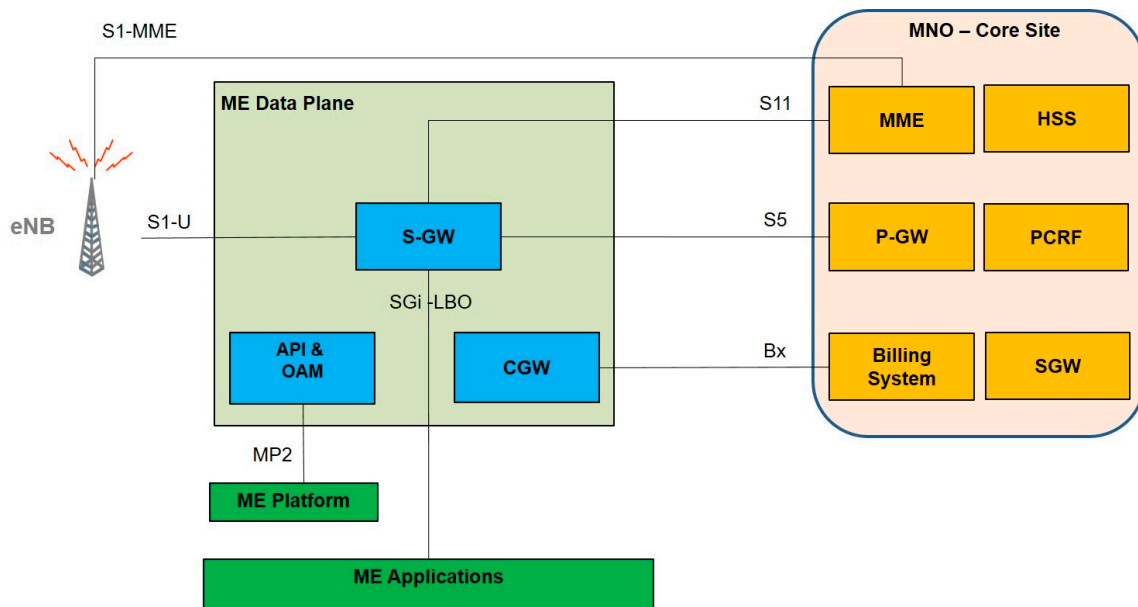 S1-MME
MNO – Core Site
ME Data Plane
S11
MME
HSS
eNB
S1-U
S-GW
S5
P-GW
PCRF
SGi -LBO
API &
OAM
CGW
Bx
Billing
System
SGW
MP2
ME Platform
ME Applications